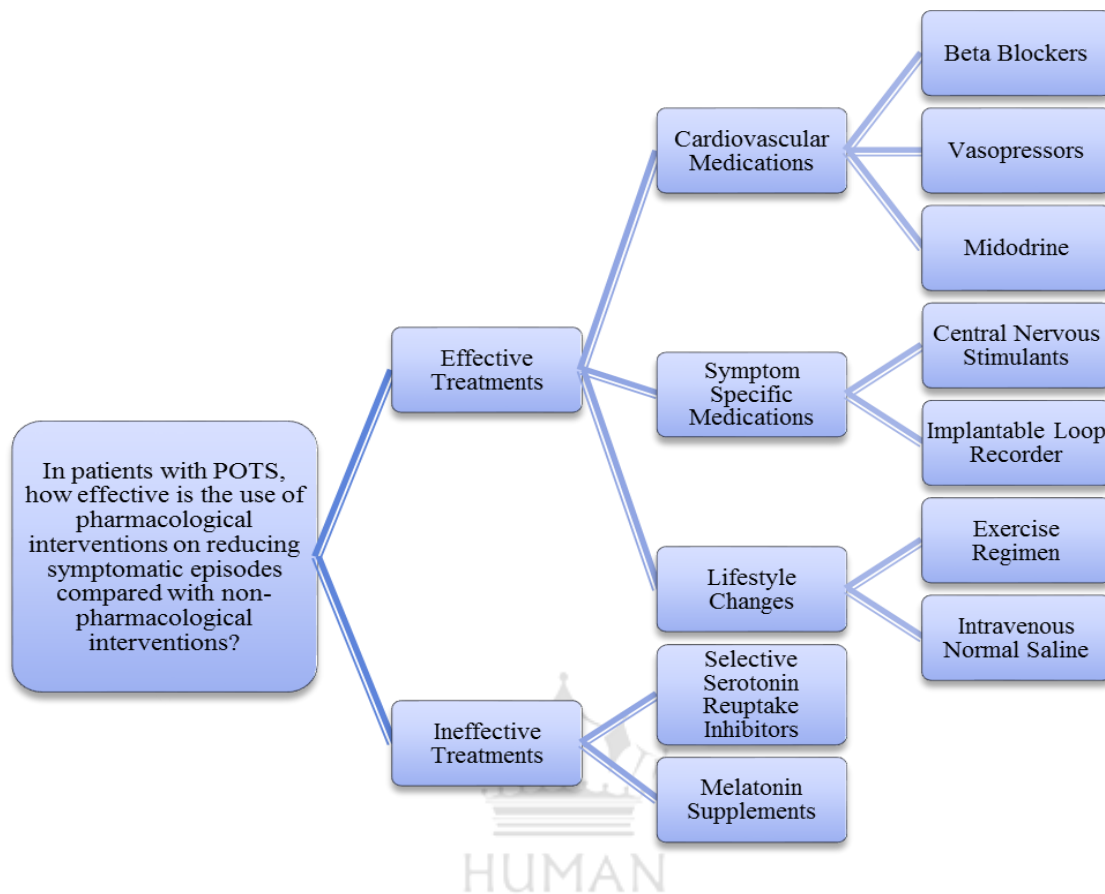 In patients with POTS,
how effective is the use of
pharmacological
interventions on reducing
symptomatic episodes
compared with non-
pharmacological
interventions?
Effective
Treatments
Cardiovascular
Medications
Beta Blockers
Vasopressors
Midodrine
Symptom
Specific
Medications
Central Nervous
Stimulants
Implantable Loop
Recorder
Lifestyle
Changes
Exercise
Regimen
Intravenous
Normal Saline
Ineffective
Treatments
Selective
Serotonin
Reuptake
Inhibitors
Melatonin
Supplements
HUMAN